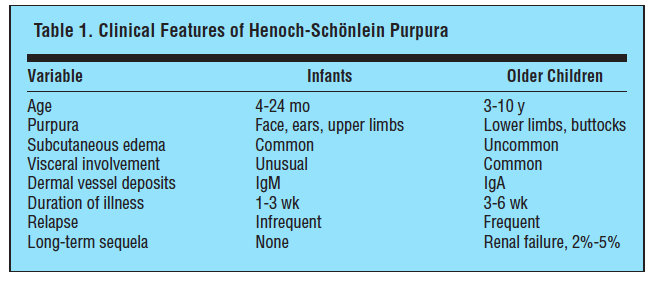 Table 1. Clinical Features of Henoch-Schönlein Purpura
Variable Infants Older Children
Age 4-24 mo 3-10 y
Purpura Face, ears, upper limbs Lower limbs, buttocks
Subcutaneous edema Common Uncommon
Visceral involvement Unusual Common
Dermal vessel deposits IgM IgA
Duration of illness 1-3 wk 3-6 wk
Relapse Infrequent Frequent
Long-term sequela None Renal failure, 2%-5%